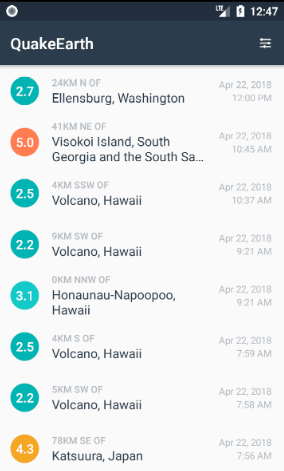 LTE 12:47
QuakeEarth
2.7 24KM N OF Apr 22, 2018
Ellensburg, Washington 12:00 PM
5.0 41KM NE OF Apr 22, 2018
Visokoi Island, South 10:45 AM
Georgia and the South Sa...
2.5 4KM SSW OF Apr 22, 2018
Volcano, Hawaii 10:37 AM
2.2 9KM SW OF Apr 22, 2018
Volcano, Hawaii 9:21 AM
3.1 0KM NNW OF Apr 22, 2018
Honaunau-Napoopoo, 9:21 AM
Hawaii
2.5 4KM S OF Apr 22, 2018
Volcano, Hawaii 7:59 AM
2.2 5KM SW OF Apr 22, 2018
Volcano, Hawaii 7:58 AM
4.3 78KM SE OF Apr 22, 2018
Katsuura, Japan 7:56 AM